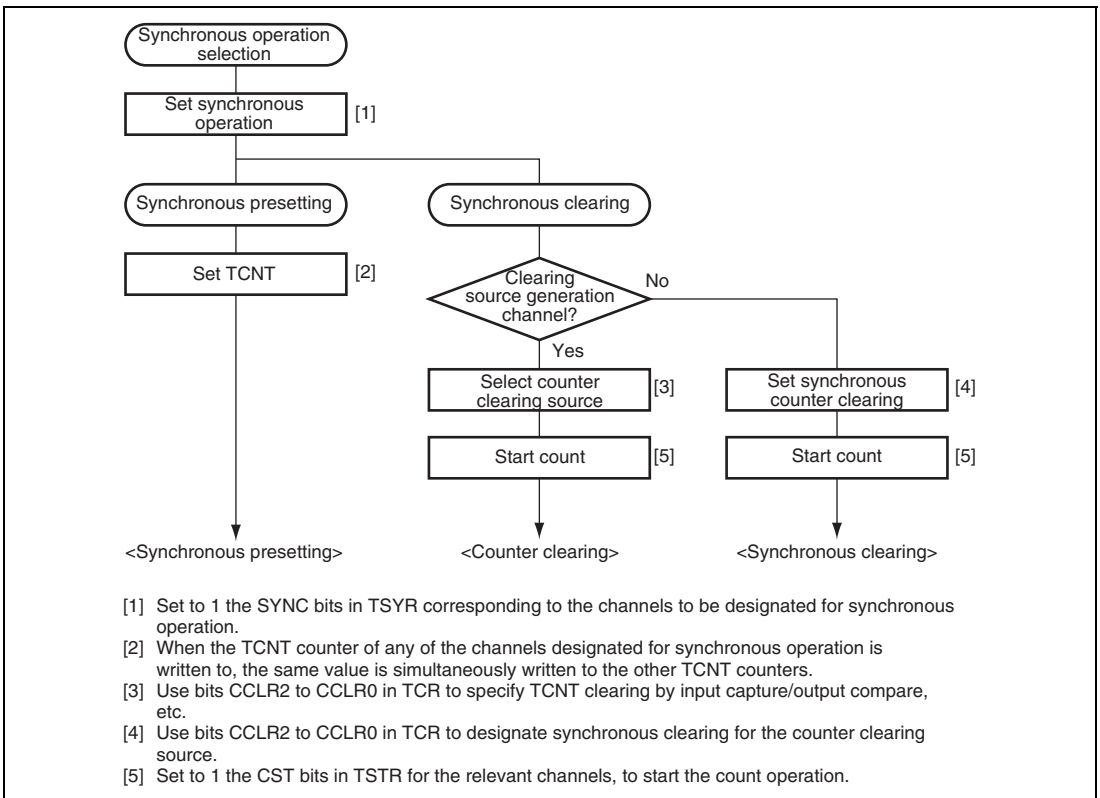 Synchronous operation
selection
Set synchronous
operation
[1]
Synchronous presetting
Synchronous clearing
Set TCNT
[2]
Clearing
source generation
channel?
No
Yes
Select counter
clearing source
[3]
Set synchronous
counter clearing
[4]
Start count
[5]
Start count
[5]
<Synchronous presetting>
<Counter clearing>
<Synchronous clearing>
[1] Set to 1 the SYNC bits in TSYR corresponding to the channels to be designated for synchronous
operation.
[2] When the TCNT counter of any of the channels designated for synchronous operation is
written to, the same value is simultaneously written to the other TCNT counters.
[3] Use bits CCLR2 to CCLR0 in TCR to specify TCNT clearing by input capture/output compare,
etc.
[4] Use bits CCLR2 to CCLR0 in TCR to designate synchronous clearing for the counter clearing
source.
[5] Set to 1 the CST bits in TSTR for the relevant channels, to start the count operation.